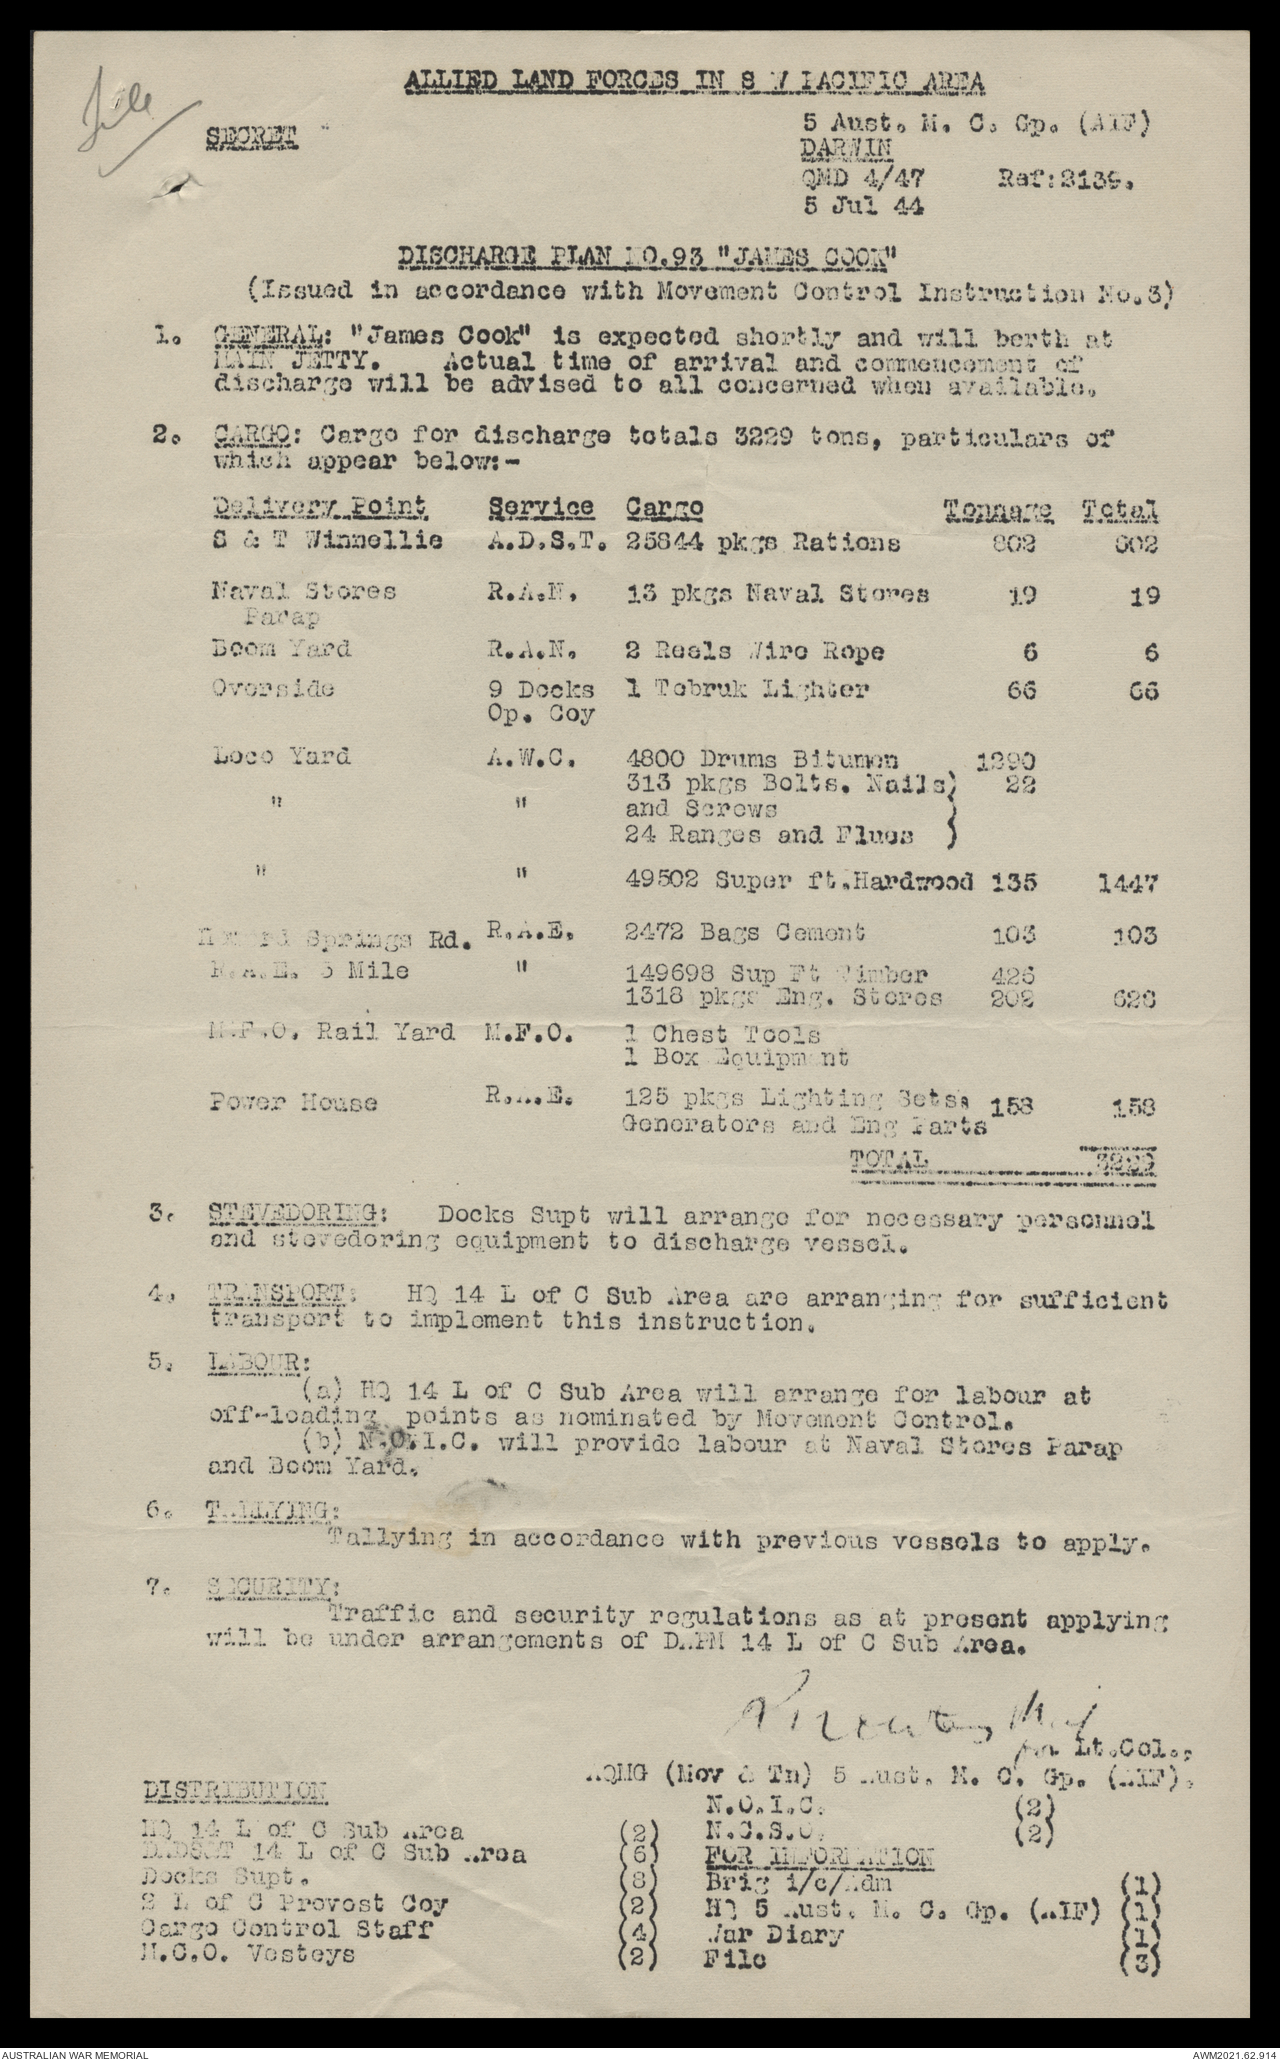 File
ALLIED LAND FORCES IN S W PACIFIC AREA
SECRET
5 Aust. M. C. Gp. (AIF)
DARWIN
QMD 4/47 Ref:2139.
5 Jul 44
DISCHARGE PLAN NO.93 "JAMES COOK"
(Issued in accordance with Movement Control Instruction No.3)
1. GENERAL: "James Cook" is expected shortly and will berth at
MAIN JETTY. Actual time of arrival and commencement of
discharge will be advised to all concerned when available.
2. CARGO: Cargo for discharge totals 3229 tons, particulars of
which appear below:-
Delivery Point Service Cargo Tonnage Total
S & T Winnellie A.D.S.T. 25844 pkgs Rations 802 802
Naval Stores R.A.N. 13 pkgs Naval Stores 19 19
Parap
Boom Yard R.A.N. 2 Reels Wire Rope 6 6
Overside 9 Docks 1 Tobruk Lighter 66 66
Op. Coy
Loco Yard A.W.C. 4800 Drums Bitumen 1290
313 pkgs Bolts. Nails) 22
" " and Screws )
24 Ranges and Flues )
" " 49502 Super ft.Hardwood 135 1447
Howard Springs Rd. R.A.E. 2472 Bags Cement 103 103
R.A.E. 5 Mile " 149698 Sup Ft Timber 426
1318 pkgs Eng. Stores 202 628
M.F.O. Rail Yard M.F.O. 1 Chest Tools
1 Box Equipment
Power House R.A.E. 125 pkgs Lighting Sets, 158 158
Generators and Eng Parts
TOTAL 3229
3. STEVEDORING: Docks Supt will arrange for necessary personnel
and stevedoring equipment to discharge vessel.
4. TRANSPORT: HQ 14 L of C Sub Area are arranging for sufficient
transport to implement this instruction.
5. LABOUR:
(a) HQ 14 L of C Sub Area will arrange for labour at
off-loading points as nominated by Movement Control.
(b) N.O.I.C. will provide labour at Naval Stores Parap
and Boom Yard.
6. TALLYING:
Tallying in accordance with previous vessels to apply.
7. SECURITY:
Traffic and security regulations as at present applying
will be under arrangements of DAPM 14 L of C Sub Area.
for Lt.Col.,
AQMG (Mov & Tn) 5 Aust. M. C. Gp. (AIF).
DISTRIBUTION
HQ 14 L of C Sub Area (2)
DADS&T 14 L of C Sub Area (6)
Docks Supt. (8)
2 L of C Provost Coy (2)
Cargo Control Staff (4)
M.C.O. Vesteys (2)
N.O.I.C. (2)
N.C.S.O. (2)
FOR INFORMATION
Brig i/c/Adm (1)
HQ 5 Aust. M. C. Gp. (AIF) (1)
War Diary (1)
File (3)
AUSTRALIAN WAR MEMORIAL AWM2021.62.914